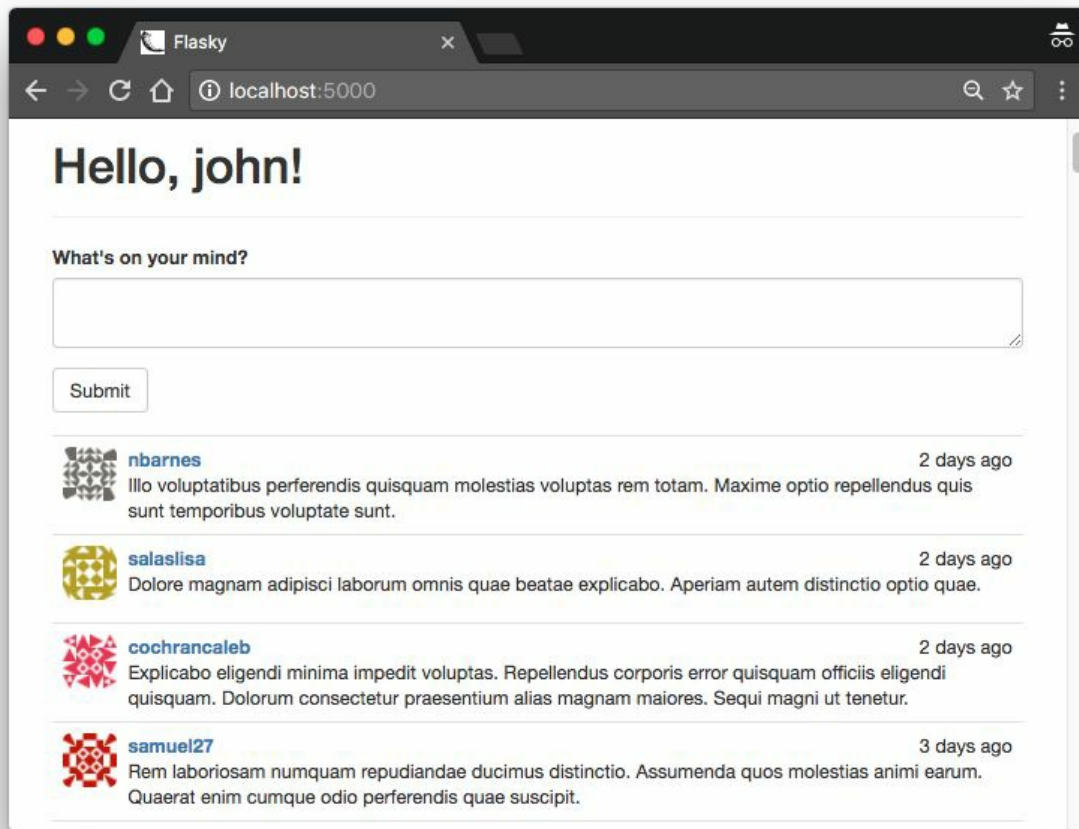 Flasky
localhost:5000
Hello, john!
What's on your mind?
Submit
nbarnes 2 days ago
Illo voluptatibus perferendis quisquam molestias voluptas rem totam. Maxime optio repellendus quis
sunt temporibus voluptate sunt.
salaslisa 2 days ago
Dolore magnam adipisci laborum omnis quae beatae explicabo. Aperiam autem distinctio optio quae.
cochrancaleb 2 days ago
Explicabo eligendi minima impedit voluptas. Repellendus corporis error quisquam officiis eligendi
quisquam. Dolorum consectetur praesentium alias magnam maiores. Sequi magni ut tenetur.
samuel27 3 days ago
Rem laboriosam numquam repudiandae ducimus distinctio. Assumenda quos molestias animi earum.
Quaerat enim cumque odio perferendis quae suscipit.